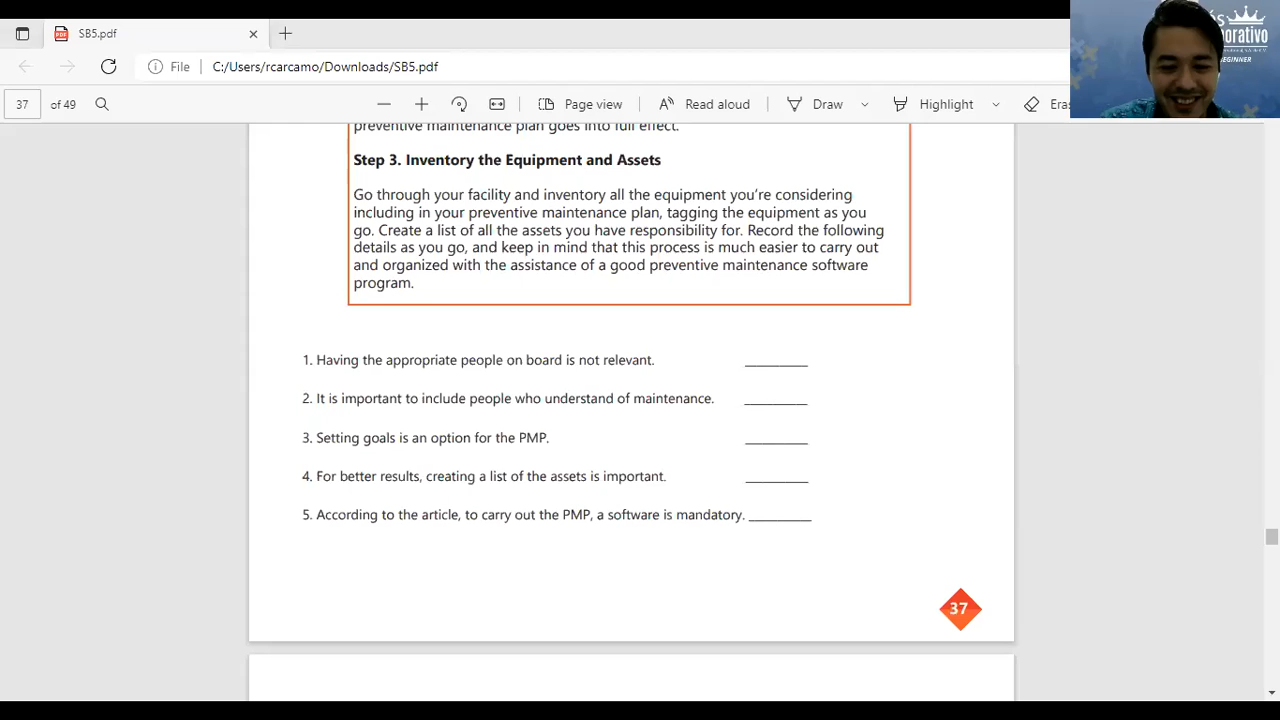 SB5.pdf
File C:/Users/rcarcamo/Downloads/SB5.pdf
37 of 49 Page view Read aloud Draw Highlight
orativo
BEGINNER
preventive maintenance plan goes into full effect.
Step 3. Inventory the Equipment and Assets
Go through your facility and inventory all the equipment you're considering
including in your preventive maintenance plan, tagging the equipment as you
go. Create a list of all the assets you have responsibility for. Record the following
details as you go, and keep in mind that this process is much easier to carry out
and organized with the assistance of a good preventive maintenance software
program.
1. Having the appropriate people on board is not relevant. __________
2. It is important to include people who understand of maintenance. __________
3. Setting goals is an option for the PMP. __________
4. For better results, creating a list of the assets is important. __________
5. According to the article, to carry out the PMP, a software is mandatory. __________
37